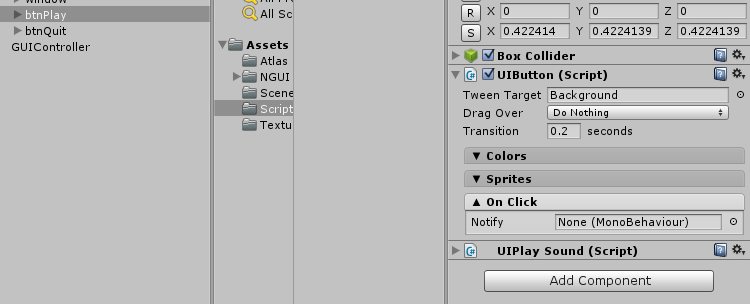 window
btnPlay
btnQuit
GUIController
All Sc
Assets
Atlas
NGUI
Scene
Script
Textu
R X 0 Y 0 Z 0
S X 0.422414 Y 0.4224139 Z 0.4224139
Box Collider
UIButton (Script)
Tween Target Background
Drag Over Do Nothing
Transition 0.2 seconds
Colors
Sprites
On Click
Notify None (MonoBehaviour)
UIPlay Sound (Script)
Add Component